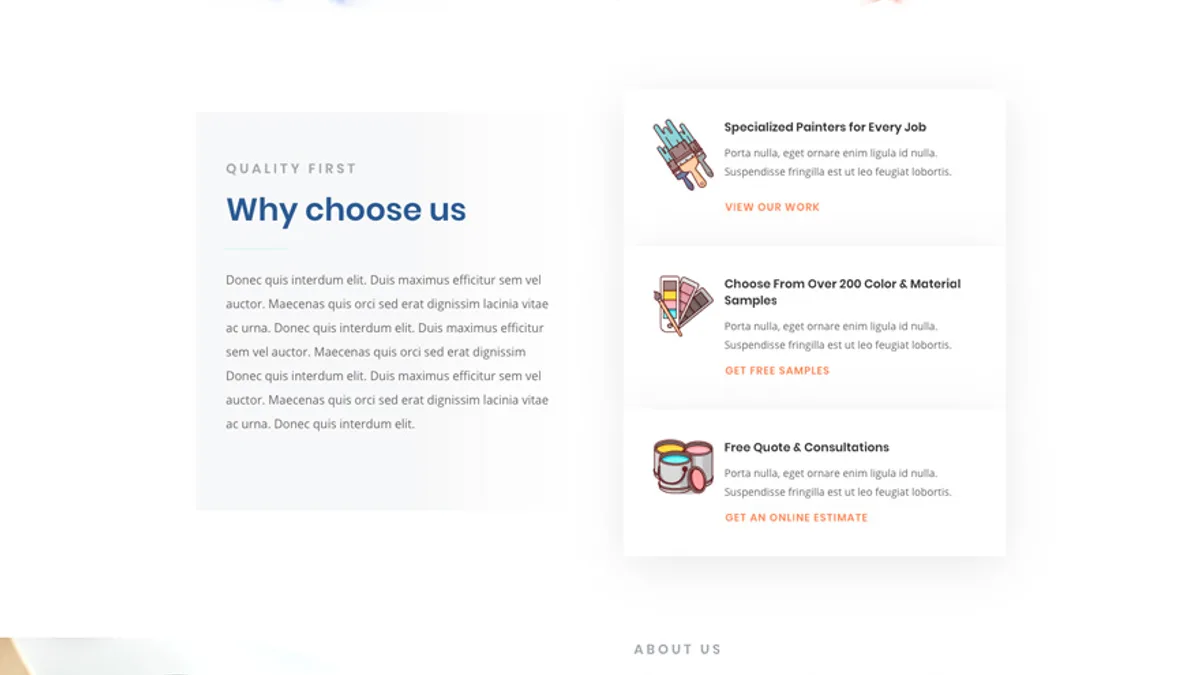 QUALITY FIRST
Why choose us
Donec quis interdum elit. Duis maximus efficitur sem vel
auctor. Maecenas quis orci sed erat dignissim lacinia vitae
ac urna. Donec quis interdum elit. Duis maximus efficitur
sem vel auctor. Maecenas quis orci sed erat dignissim
Donec quis interdum elit. Duis maximus efficitur sem vel
auctor. Maecenas quis orci sed erat dignissim lacinia vitae
ac urna. Donec quis interdum elit.
Specialized Painters for Every Job
Porta nulla, eget ornare enim ligula id nulla.
Suspendisse fringilla est ut leo feugiat lobortis.
VIEW OUR WORK
Choose From Over 200 Color & Material
Samples
Porta nulla, eget ornare enim ligula id nulla.
Suspendisse fringilla est ut leo feugiat lobortis.
GET FREE SAMPLES
Free Quote & Consultations
Porta nulla, eget ornare enim ligula id nulla.
Suspendisse fringilla est ut leo feugiat lobortis.
GET AN ONLINE ESTIMATE
ABOUT US